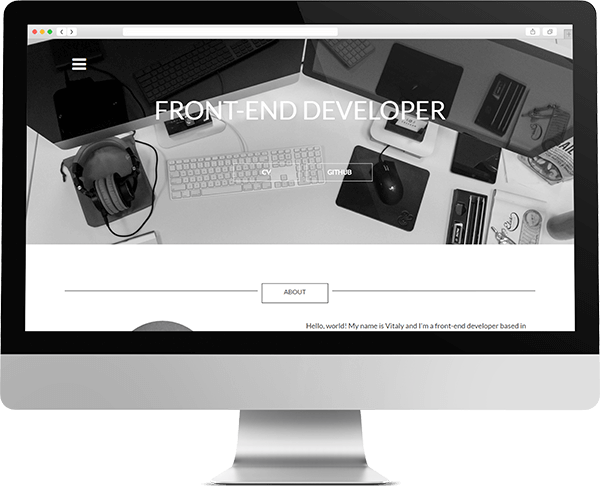 FRONT-END DEVELOPER
CV
GITHUB
ABOUT
Hello, world! My name is Vitaly and I'm a front-end developer based in